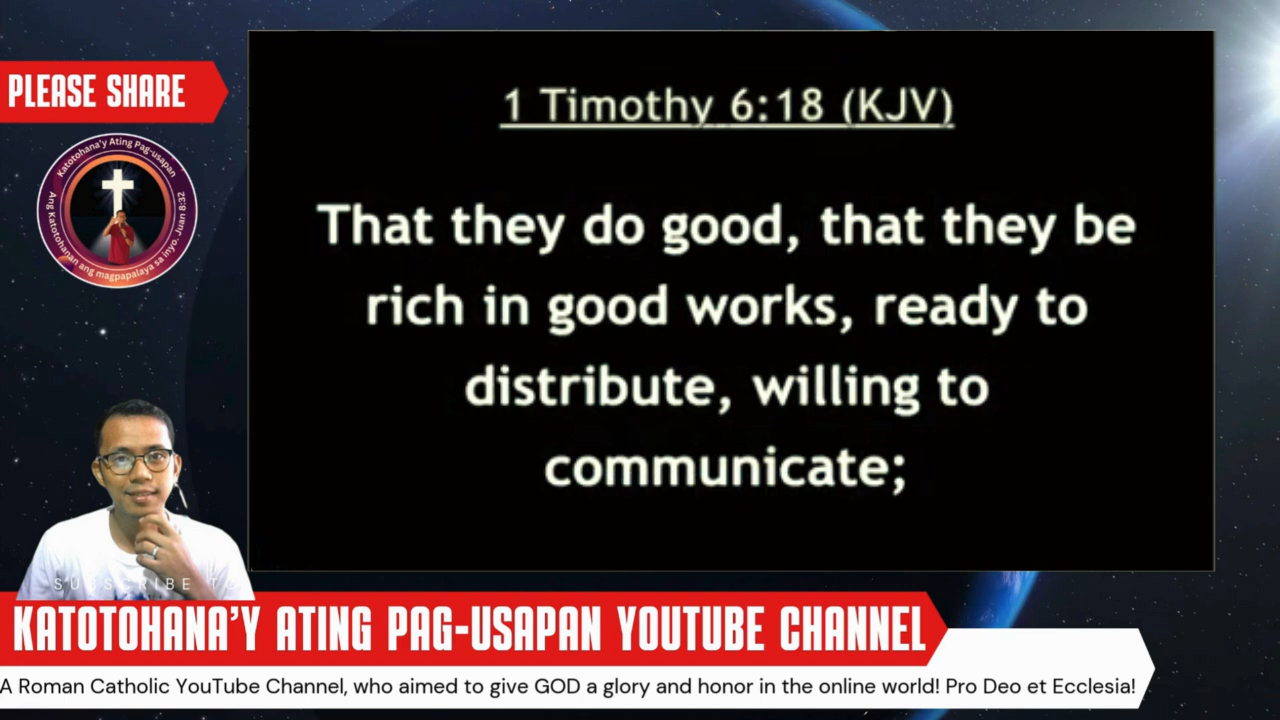 PLEASE SHARE
Katotohana'y Ating Pag-usapan
Ang Katotohanan ang magpapalaya sa inyo. Juan 8:32
1 Timothy 6:18 (KJV)
That they do good, that they be
rich in good works, ready to
distribute, willing to
communicate;
SUBSCRIBE TO
KATOTOHANA'Y ATING PAG-USAPAN YOUTUBE CHANNEL
A Roman Catholic YouTube Channel, who aimed to give GOD a glory and honor in the online world! Pro Deo et Ecclesia!